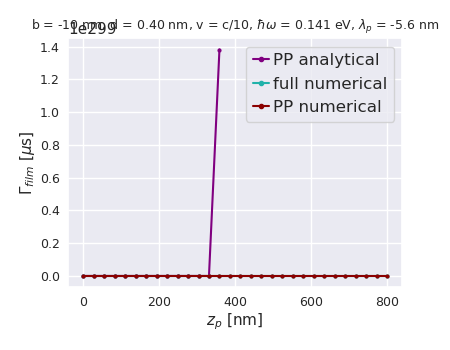 b = -10 nm, d = 0.40 nm, v = c/10, ℏω = 0.141 eV, λp = -5.6 nm
1e299
1.4
1.2
1.0
0.8
0.6
0.4
0.2
0.0
Γfilm [μs]
PP analytical
full numerical
PP numerical
0
200
400
600
800
zp [nm]